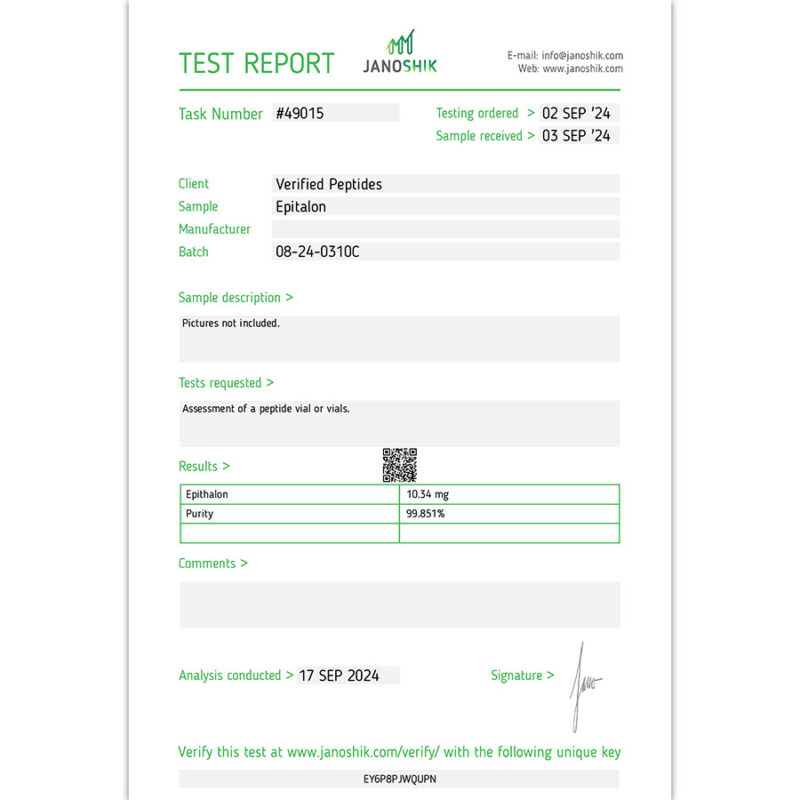 TEST REPORT
JANOSHIK
E-mail: info@janoshik.com
Web: www.janoshik.com
Task Number #49015
Testing ordered > 02 SEP '24
Sample received > 03 SEP '24
Client Verified Peptides
Sample Epitalon
Manufacturer
Batch 08-24-0310C
Sample description >
Pictures not included.
Tests requested >
Assessment of a peptide vial or vials.
Results >
Epithalon 10.34 mg
Purity 99.851%
Comments >
Analysis conducted > 17 SEP 2024
Signature >
Verify this test at www.janoshik.com/verify/ with the following unique key
EY6P8PJWQUPN